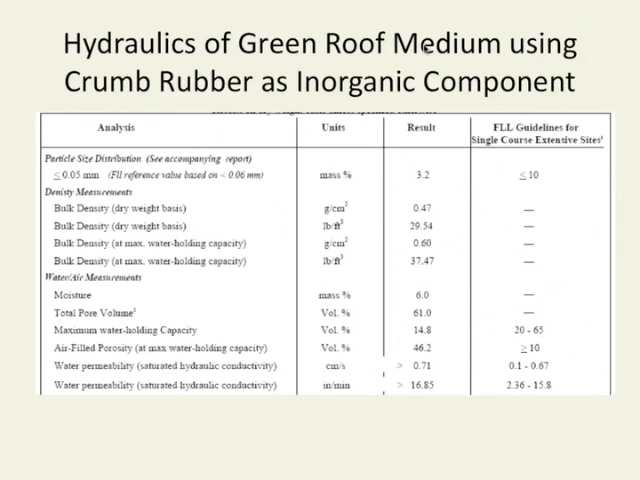 Hydraulics of Green Roof Medium using
Crumb Rubber as Inorganic Component
Analysis Units Result FLL Guidelines for
Single Course Extensive Sites¹
Particle Size Distribution (See accompanying report)
≤ 0.05 mm (Fll reference value based on < 0.06 mm) mass % 3.2 ≤ 10
Denisty Measurements
Bulk Density (dry weight basis) g/cm³ 0.47 —
Bulk Density (dry weight basis) lb/ft³ 29.54 —
Bulk Density (at max. water-holding capacity) g/cm³ 0.60 —
Bulk Density (at max. water-holding capacity) lb/ft³ 37.47 —
Water/Air Measurements
Moisture mass % 6.0 —
Total Pore Volume² Vol. % 61.0 —
Maximum water-holding Capacity Vol. % 14.8 20 - 65
Air-Filled Porosity (at max water-holding capacity) Vol. % 46.2 ≥ 10
Water permeability (saturated hydraulic conductivity) cm/s > 0.71 0.1 - 0.67
Water permeability (saturated hydraulic conductivity) in/min > 16.85 2.36 - 15.8